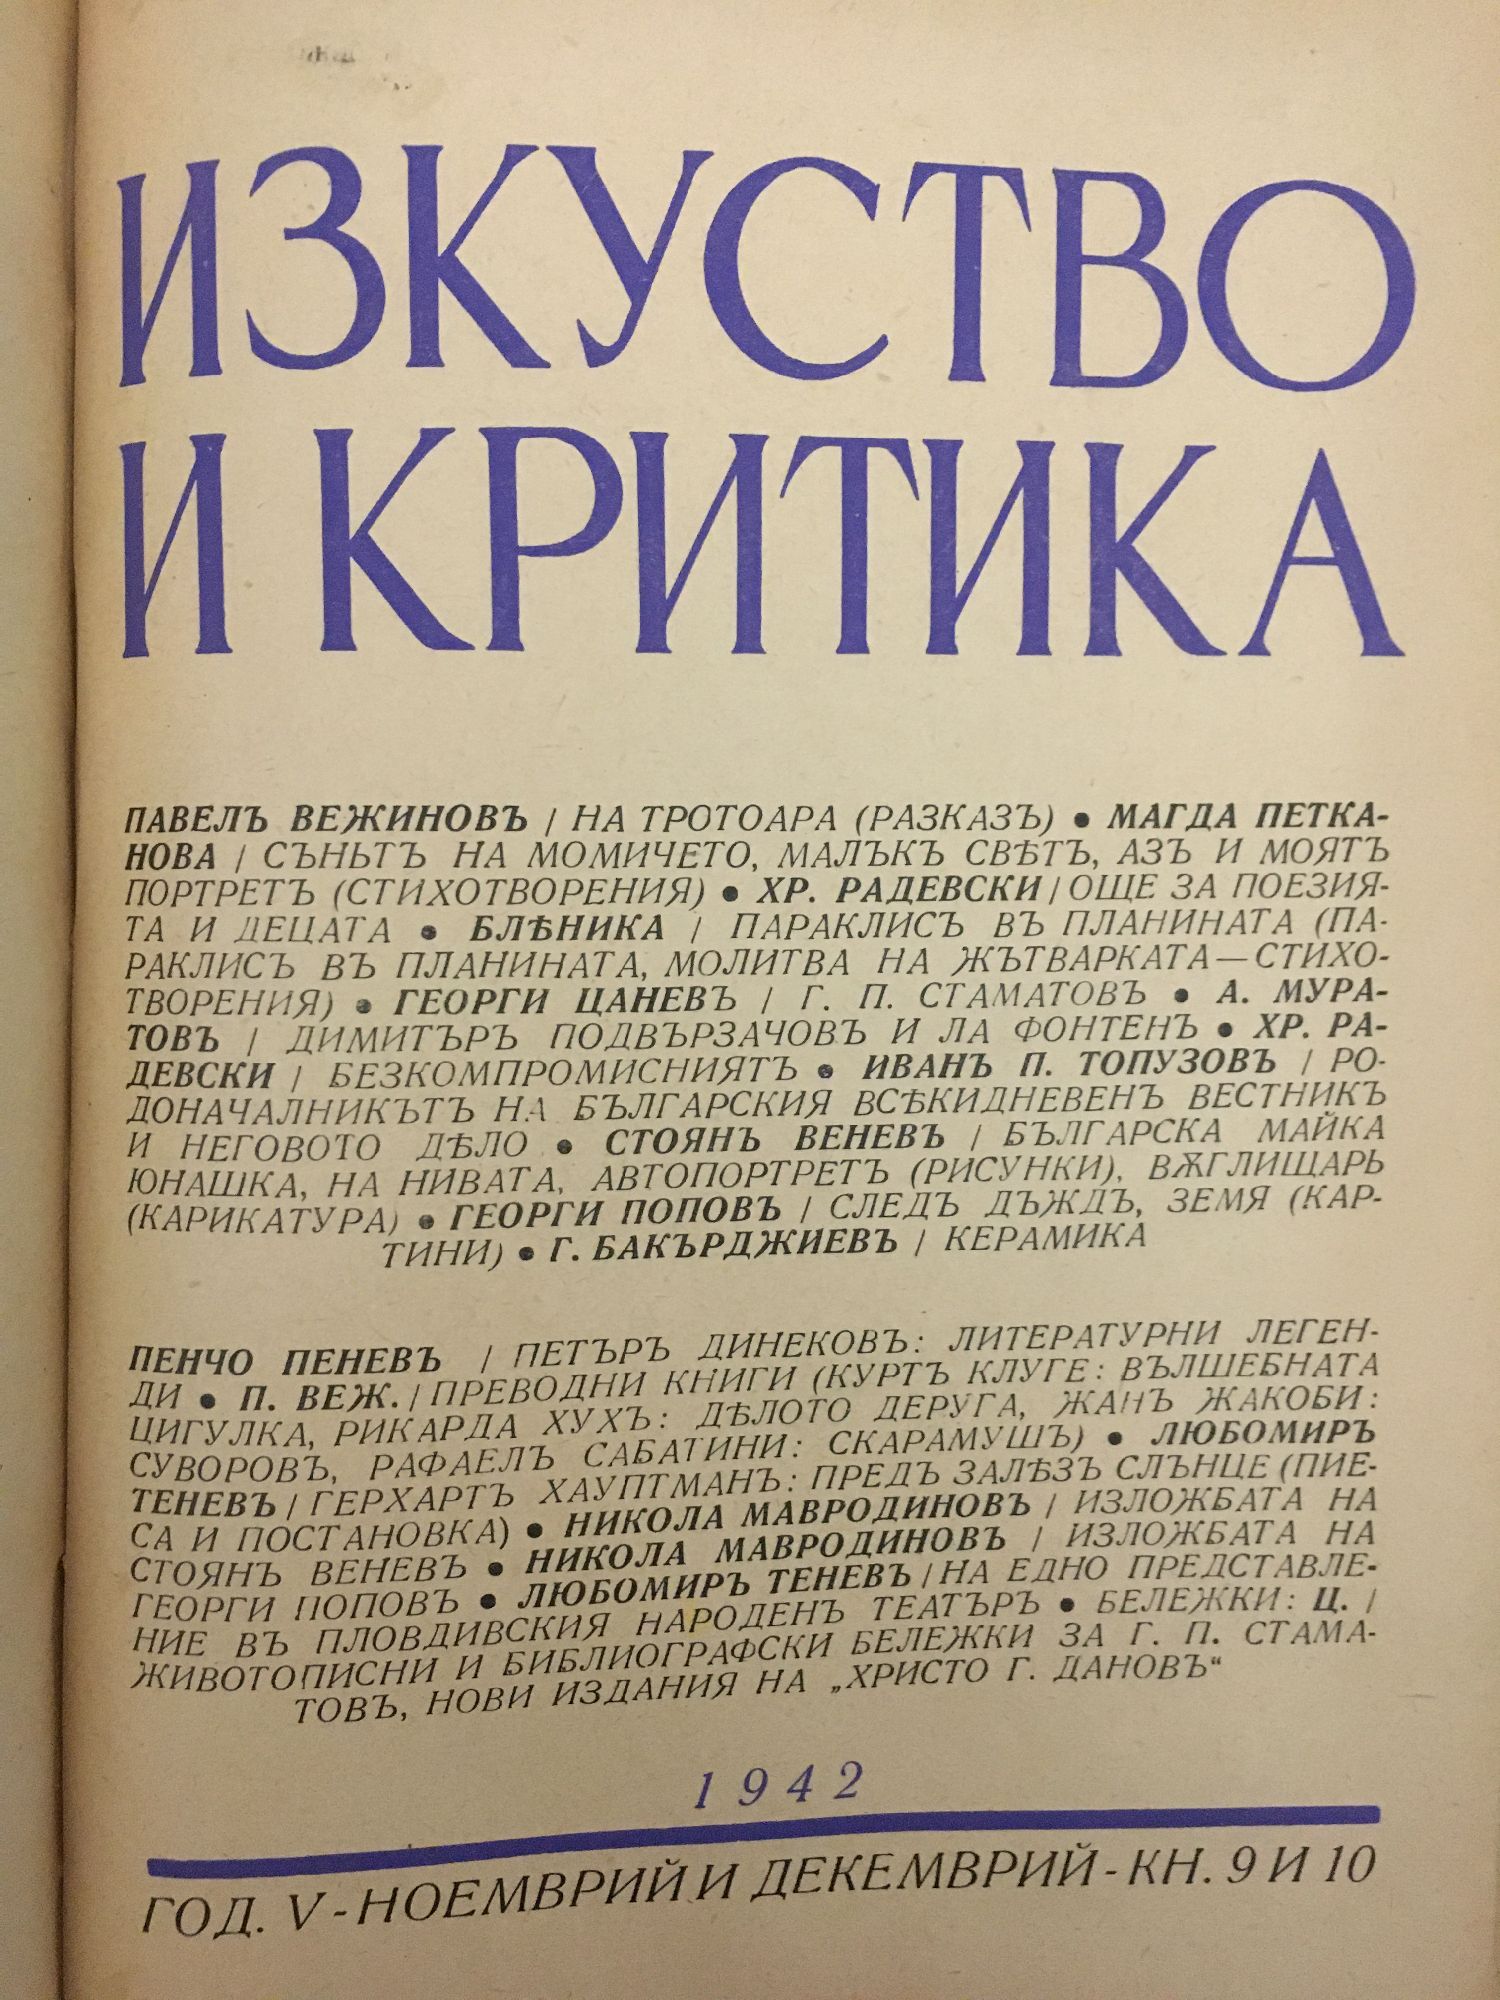 ИЗКУСТВО
И КРИТИКА
ПАВЕЛЪ ВЕЖИНОВЪ / НА ТРОТОАРА (РАЗКАЗЪ) ● МАГДА ПЕТКА-
НОВА / СЪНЬТЪ НА МОМИЧЕТО, МАЛЪКЪ СВѢТЪ, АЗЪ И МОЯТЪ
ПОРТРЕТЪ (СТИХОТВОРЕНИЯ) ● ХР. РАДЕВСКИ / ОЩЕ ЗА ПОЕЗИЯ-
ТА И ДЕЦАТА ● БЛѢНИКА / ПАРАКЛИСЪ ВЪ ПЛАНИНАТА (ПА-
РАКЛИСЪ ВЪ ПЛАНИНАТА, МОЛИТВА НА ЖЪТВАРКАТА — СТИХО-
ТВОРЕНИЯ) ● ГЕОРГИ ЦАНЕВЪ / Г. П. СТАМАТОВЪ ● А. МУРА-
ТОВЪ / ДИМИТЪРЪ ПОДВЪРЗАЧОВЪ И ЛА ФОНТЕНЪ ● ХР. РА-
ДЕВСКИ / БЕЗКОМПРОМИСНИЯТЪ ● ИВАНЪ П. ТОПУЗОВЪ / РО-
ДОНАЧАЛНИКЪТЪ НА БЪЛГАРСКИЯ ВСѢКИДНЕВЕНЪ ВЕСТНИКЪ
И НЕГОВОТО ДѢЛО ● СТОЯНЪ ВЕНЕВЪ / БЪЛГАРСКА МАЙКА
ЮНАШКА, НА НИВАТА, АВТОПОРТРЕТЪ (РИСУНКИ), ВѪГЛИЩАРЬ
(КАРИКАТУРА) ● ГЕОРГИ ПОПОВЪ / СЛЕДЪ ДЪЖДЪ, ЗЕМЯ (КАР-
ТИНИ) ● Г. БАКЪРДЖИЕВЪ / КЕРАМИКА
ПЕНЧО ПЕНЕВЪ / ПЕТЪРЪ ДИНЕКОВЪ: ЛИТЕРАТУРНИ ЛЕГЕН-
ДИ ● П. ВЕЖ. / ПРЕВОДНИ КНИГИ (КУРТЪ КЛУГЕ: ВЪЛШЕБНАТА
ЦИГУЛКА, РИКАРДА ХУХЪ: ДѢЛОТО ДЕРУГА, ЖАНЪ ЖАКОБИ:
СУВОРОВЪ, РАФАЕЛЪ САБАТИНИ: СКАРАМУШЪ) ● ЛЮБОМИРЪ
ТЕНЕВЪ / ГЕРХАРТЪ ХАУПТМАНЪ: ПРЕДЪ ЗАЛѢЗЪ СЛЪНЦЕ (ПИЕ-
СА И ПОСТАНОВКА) ● НИКОЛА МАВРОДИНОВЪ / ИЗЛОЖБАТА НА
СТОЯНЪ ВЕНЕВЪ ● НИКОЛА МАВРОДИНОВЪ / ИЗЛОЖБАТА НА
ГЕОРГИ ПОПОВЪ ● ЛЮБОМИРЪ ТЕНЕВЪ / НА ЕДНО ПРЕДСТАВЛЕ-
НИЕ ВЪ ПЛОВДИВСКИЯ НАРОДЕНЪ ТЕАТЪРЪ ● БЕЛЕЖКИ: Ц. /
ЖИВОТОПИСНИ И БИБЛИОГРАФСКИ БЕЛЕЖКИ ЗА Г. П. СТАМА-
ТОВЪ, НОВИ ИЗДАНИЯ НА „ХРИСТО Г. ДАНОВЪ“
1942
ГОД. V - НОЕМВРИЙ И ДЕКЕМВРИЙ - КН. 9 И 10